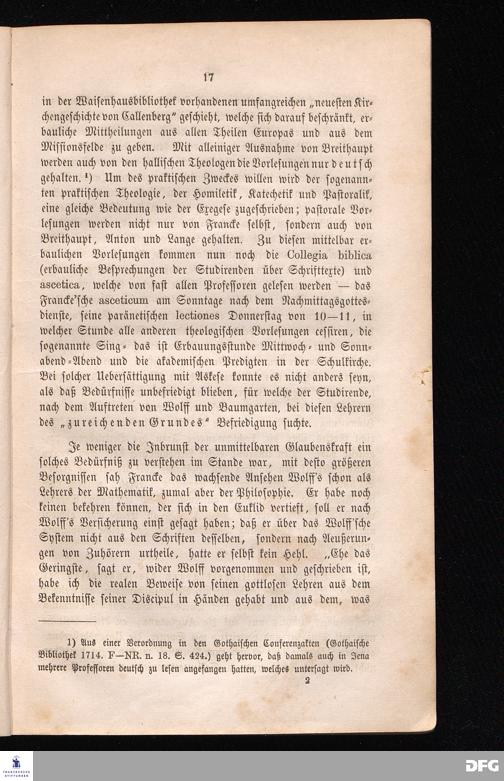 17
in der Waisenhausbibliothek vorhandenen umfangreichen „neuesten Kir-
chengeschichte von Callenberg“ geschieht, welche sich darauf beschränkt, er-
bauliche Mittheilungen aus allen Theilen Europas und aus dem
Missionsfelde zu geben. Mit alleiniger Ausnahme von Breithaupt
werden auch von den hallischen Theologen die Vorlesungen nur deutsch
gehalten. ¹) Um des praktischen Zweckes willen wird der sogenann-
ten praktischen Theologie, der Homiletik, Katechetik und Pastoralik,
eine gleiche Bedeutung wie der Exegese zugeschrieben; pastorale Vor-
lesungen werden nicht nur von Francke selbst, sondern auch von
Breithaupt, Anton und Lange gehalten. Zu diesen mittelbar er-
baulichen Vorlesungen kommen nun noch die Collegia biblica
(erbauliche Besprechungen der Studirenden über Schrifttexte) und
ascetica, welche von fast allen Professoren gelesen werden — das
Francke'sche asceticum am Sonntage nach dem Nachmittagsgottes-
dienste, seine paränetischen lectiones Donnerstag von 10—11, in
welcher Stunde alle anderen theologischen Vorlesungen cessiren, die
sogenannte Sing- das ist Erbauungsstunde Mittwoch- und Sonn-
abend-Abend und die akademischen Predigten in der Schulkirche.
Bei solcher Uebersättigung mit Askese konnte es nicht anders seyn,
als daß Bedürfnisse unbefriedigt blieben, für welche der Studirende,
nach dem Auftreten von Wolff und Baumgarten, bei diesen Lehrern
des „zureichenden Grundes“ Befriedigung suchte.
Je weniger die Inbrunst der unmittelbaren Glaubenskraft ein
solches Bedürfniß zu verstehen im Stande war, mit desto größeren
Besorgnissen sah Francke das wachsende Ansehen Wolff's schon als
Lehrers der Mathematik, zumal aber der Philosophie. Er habe noch
keinen bekehren können, der sich in den Euklid vertieft, soll er nach
Wolff's Versicherung einst gesagt haben; daß er über das Wolff'sche
System nicht aus den Schriften desselben, sondern nach Aeußerun-
gen von Zuhörern urtheile, hatte er selbst kein Hehl. „Ehe das
Geringste, sagt er, wider Wolff vorgenommen und geschrieben ist,
habe ich die realen Beweise von seinen gottlosen Lehren aus dem
Bekenntnisse seiner Discipul in Händen gehabt und aus dem, was
1) Aus einer Verordnung in den Gothaischen Conferenzakten (Gothaische
Bibliothek 1714. F—NR. n. 18. S. 424.) geht hervor, daß damals auch in Jena
mehrere Professoren deutsch zu lesen angefangen hatten, welches untersagt wird.
2
FRANCKESCHE
STIFTUNGEN
DFG